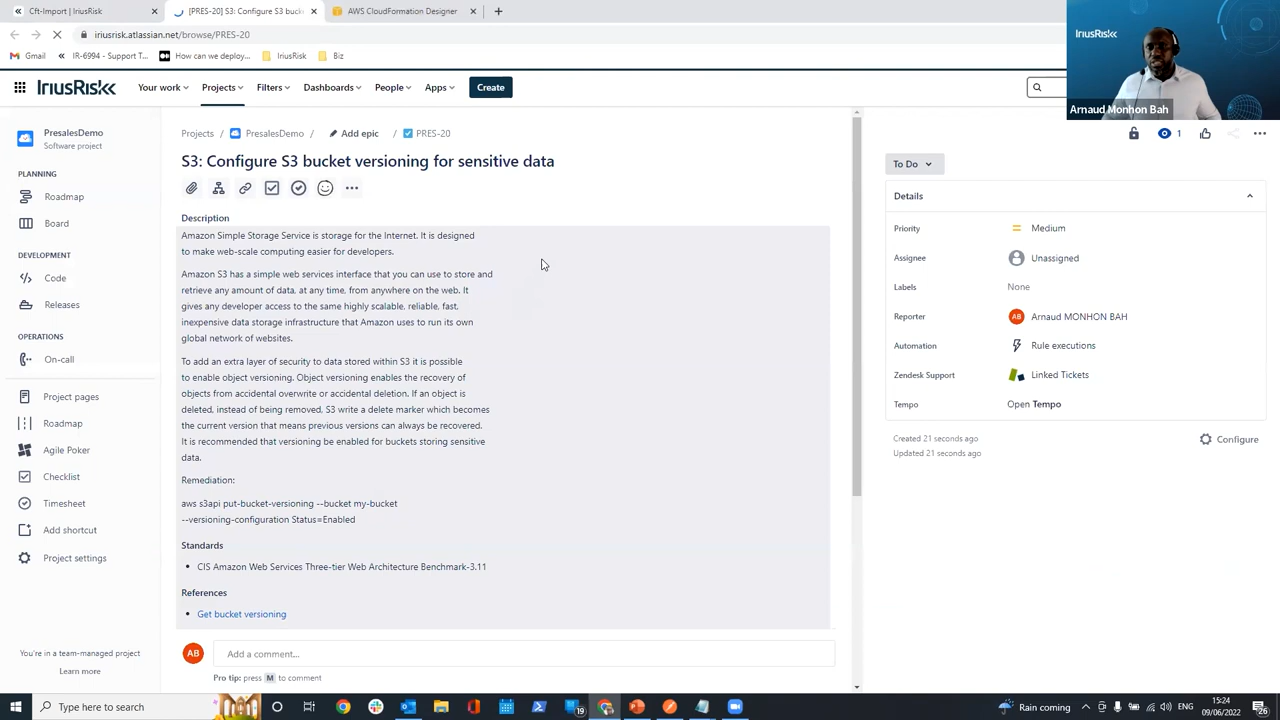 Cft-Import | IriusRisk
[PRES-20] S3: Configure S3 buck
AWS CloudFormation Designer
iriusrisk.atlassian.net/browse/PRES-20
Gmail
IR-6994 - Support T...
How can we deploy...
IriusRisk
Biz
IriusRisk
Your work
Projects
Filters
Dashboards
People
Apps
Create
IriusRisk
Arnaud Monhon Bah
PresalesDemo
Software project
PLANNING
Roadmap
Board
DEVELOPMENT
Code
Releases
OPERATIONS
On-call
Project pages
Roadmap
Agile Poker
Checklist
Timesheet
Add shortcut
Project settings
You're in a team-managed project
Learn more
Projects / PresalesDemo / Add epic / PRES-20
S3: Configure S3 bucket versioning for sensitive data
Description
Amazon Simple Storage Service is storage for the Internet. It is designed
to make web-scale computing easier for developers.
Amazon S3 has a simple web services interface that you can use to store and
retrieve any amount of data, at any time, from anywhere on the web. It
gives any developer access to the same highly scalable, reliable, fast,
inexpensive data storage infrastructure that Amazon uses to run its own
global network of websites.
To add an extra layer of security to data stored within S3 it is possible
to enable object versioning. Object versioning enables the recovery of
objects from accidental overwrite or accidental deletion. If an object is
deleted, instead of being removed, S3 write a delete marker which becomes
the current version that means previous versions can always be recovered.
It is recommended that versioning be enabled for buckets storing sensitive
data.
Remediation:
aws s3api put-bucket-versioning --bucket my-bucket
--versioning-configuration Status=Enabled
Standards
• CIS Amazon Web Services Three-tier Web Architecture Benchmark-3.11
References
• Get bucket versioning
AB
Add a comment...
Pro tip: press M to comment
1
To Do
Details
Priority
Medium
Assignee
Unassigned
Labels
None
Reporter
AB Arnaud MONHON BAH
Automation
Rule executions
Zendesk Support
Linked Tickets
Tempo
Open Tempo
Created 21 seconds ago
Updated 21 seconds ago
Configure
Type here to search
19
Rain coming
ENG
15:24
09/06/2022
26